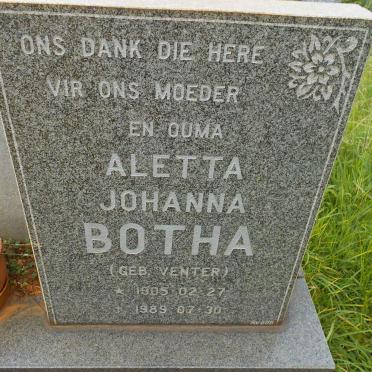 ONS DANK DIE HERE
VIR ONS MOEDER
EN OUMA
ALETTA
JOHANNA
BOTHA
(GEB. VENTER)
* 1905·02·27
† 1989·07·30